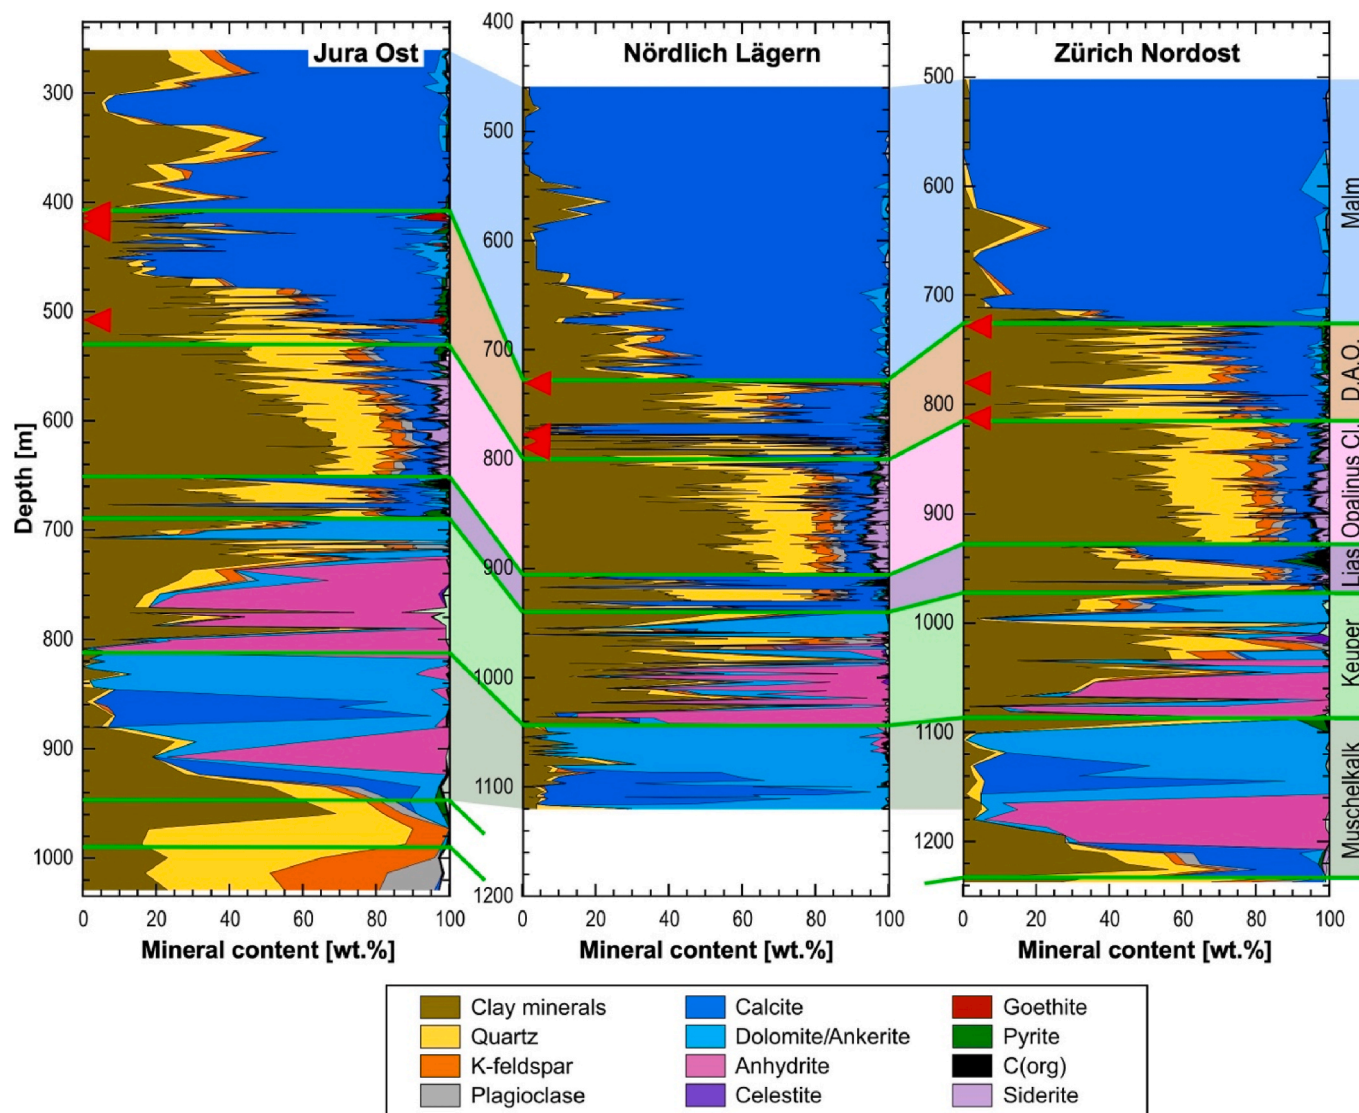 Jura Ost
Nördlich Lägern
Zürich Nordost
Depth [m]
300
400
500
600
700
800
900
1000
400
500
600
700
800
900
1000
1100
1200
500
600
700
800
900
1000
1100
1200
Malm
D.A.O.
Opalinus Cl.
Lias
Keuper
Muschelkalk
0 20 40 60 80 100
0 20 40 60 80 100
0 20 40 60 80 100
Mineral content [wt.%]
Mineral content [wt.%]
Mineral content [wt.%]
Clay minerals
Quartz
K-feldspar
Plagioclase
Calcite
Dolomite/Ankerite
Anhydrite
Celestite
Goethite
Pyrite
C(org)
Siderite